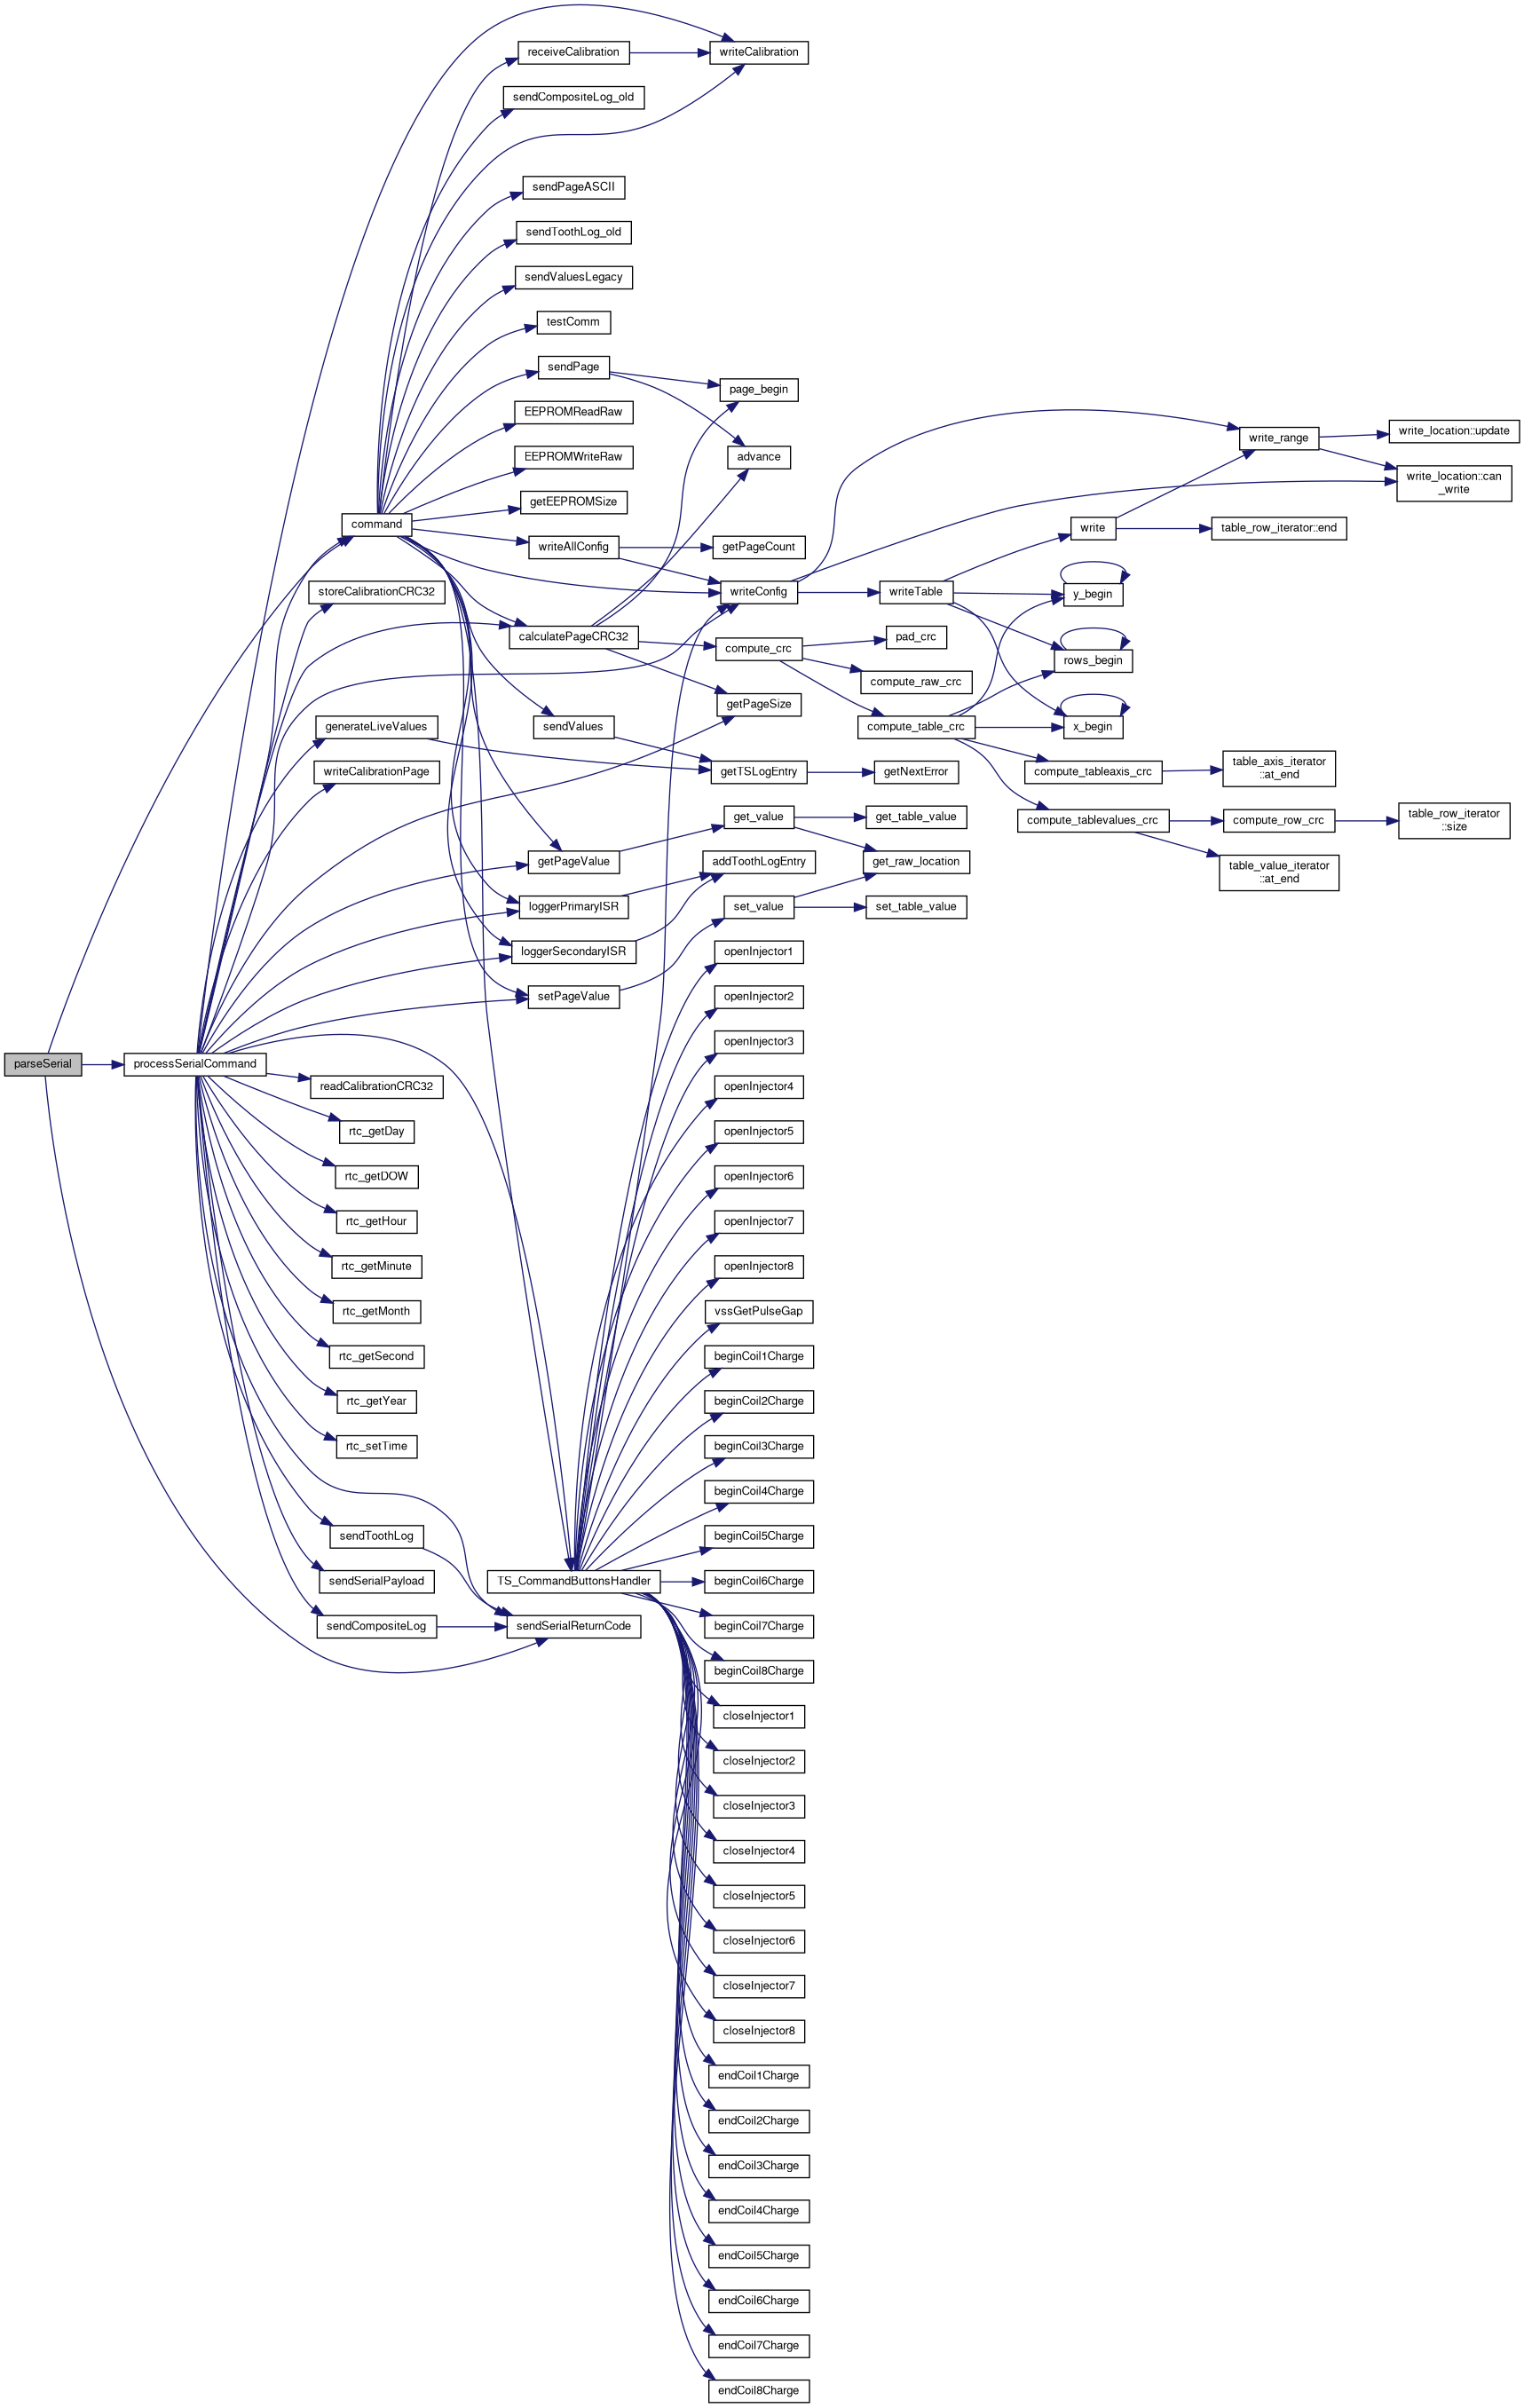 receiveCalibration
writeCalibration
sendCompositeLog_old
sendPageASCII
sendToothLog_old
sendValuesLegacy
testComm
sendPage
page_begin
EEPROMReadRaw
write_location::update
write_range
advance
EEPROMWriteRaw
write_location::can
_write
getEEPROMSize
command
write
table_row_iterator::end
writeAllConfig
getPageCount
storeCalibrationCRC32
writeConfig
writeTable
y_begin
calculatePageCRC32
pad_crc
compute_crc
rows_begin
compute_raw_crc
getPageSize
generateLiveValues
sendValues
compute_table_crc
x_begin
writeCalibrationPage
getTSLogEntry
getNextError
compute_tableaxis_crc
table_axis_iterator
::at_end
get_value
get_table_value
compute_tablevalues_crc
compute_row_crc
table_row_iterator
::size
getPageValue
addToothLogEntry
get_raw_location
table_value_iterator
::at_end
loggerPrimaryISR
set_value
set_table_value
loggerSecondaryISR
openInjector1
setPageValue
openInjector2
openInjector3
parseSerial
processSerialCommand
readCalibrationCRC32
openInjector4
rtc_getDay
openInjector5
rtc_getDOW
openInjector6
rtc_getHour
openInjector7
rtc_getMinute
openInjector8
rtc_getMonth
vssGetPulseGap
rtc_getSecond
beginCoil1Charge
rtc_getYear
beginCoil2Charge
rtc_setTime
beginCoil3Charge
beginCoil4Charge
sendToothLog
beginCoil5Charge
sendSerialPayload
TS_CommandButtonsHandler
beginCoil6Charge
sendCompositeLog
sendSerialReturnCode
beginCoil7Charge
beginCoil8Charge
closeInjector1
closeInjector2
closeInjector3
closeInjector4
closeInjector5
closeInjector6
closeInjector7
closeInjector8
endCoil1Charge
endCoil2Charge
endCoil3Charge
endCoil4Charge
endCoil5Charge
endCoil6Charge
endCoil7Charge
endCoil8Charge